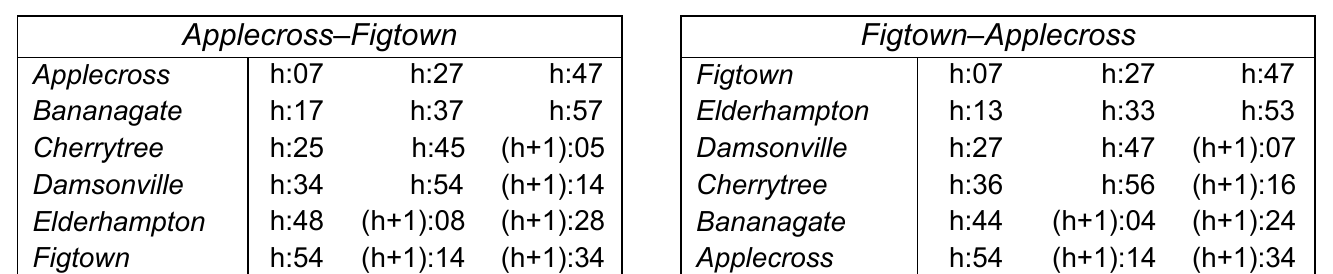 Applecross–Figtown
Applecross h:07 h:27 h:47
Bananagate h:17 h:37 h:57
Cherrytree h:25 h:45 (h+1):05
Damsonville h:34 h:54 (h+1):14
Elderhampton h:48 (h+1):08 (h+1):28
Figtown h:54 (h+1):14 (h+1):34
Figtown–Applecross
Figtown h:07 h:27 h:47
Elderhampton h:13 h:33 h:53
Damsonville h:27 h:47 (h+1):07
Cherrytree h:36 h:56 (h+1):16
Bananagate h:44 (h+1):04 (h+1):24
Applecross h:54 (h+1):14 (h+1):34